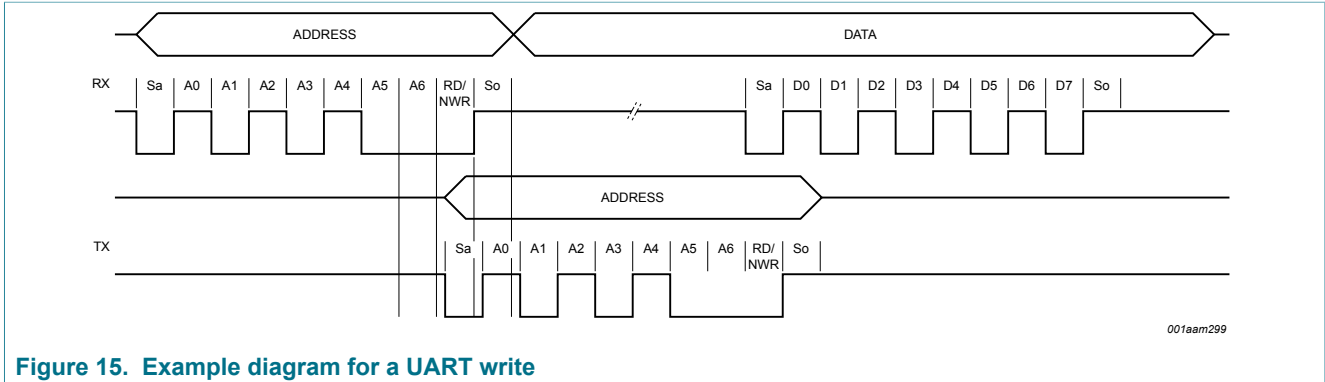 ADDRESS DATA
RX Sa A0 A1 A2 A3 A4 A5 A6 RD/ NWR So Sa D0 D1 D2 D3 D4 D5 D6 D7 So
ADDRESS
TX Sa A0 A1 A2 A3 A4 A5 A6 RD/ NWR So
001aam299
Figure 15. Example diagram for a UART write